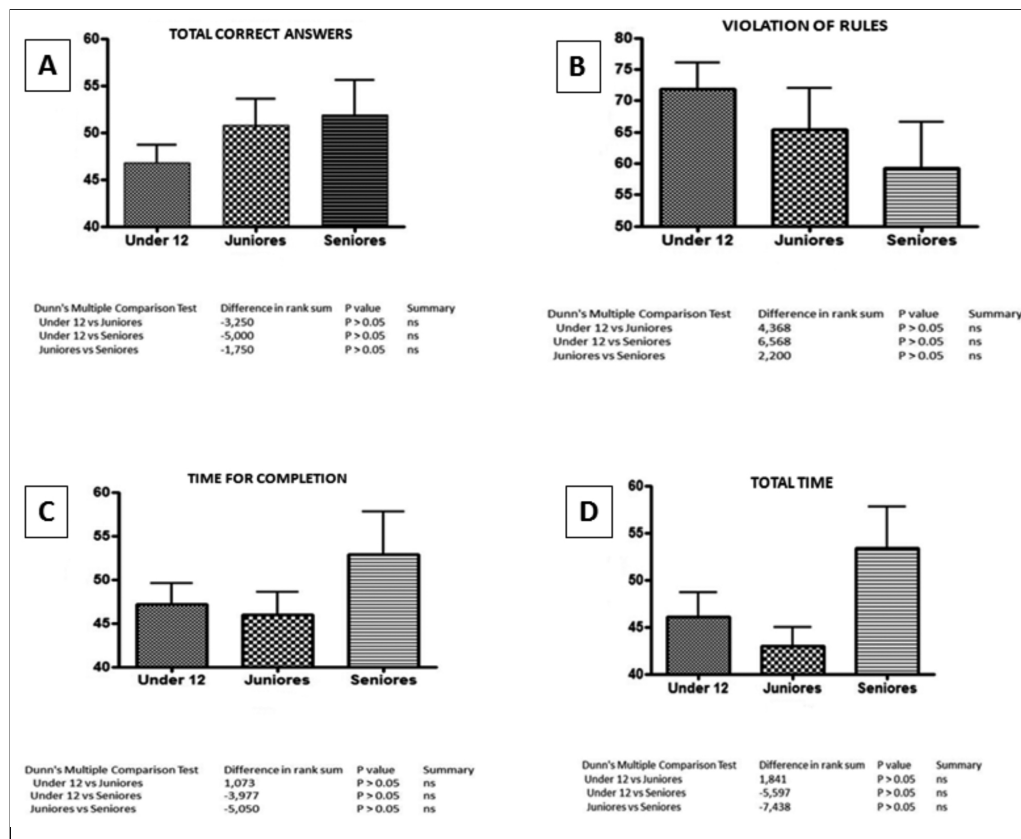 A
TOTAL CORRECT ANSWERS
60
55
50
45
40
Under 12 Juniores Seniores
Dunn's Multiple Comparison Test Difference in rank sum P value Summary
Under 12 vs Juniores -3,250 P > 0.05 ns
Under 12 vs Seniores -5,000 P > 0.05 ns
Juniores vs Seniores -1,750 P > 0.05 ns
B
VIOLATION OF RULES
80
75
70
65
60
55
50
Under 12 Juniores Seniores
Dunn's Multiple Comparison Test Difference in rank sum P value Summary
Under 12 vs Juniores 4,368 P > 0.05 ns
Under 12 vs Seniores 6,568 P > 0.05 ns
Juniores vs Seniores 2,200 P > 0.05 ns
C
TIME FOR COMPLETION
60
55
50
45
40
Under 12 Juniores Seniores
Dunn's Multiple Comparison Test Difference in rank sum P value Summary
Under 12 vs Juniores 1,073 P > 0.05 ns
Under 12 vs Seniores -3,977 P > 0.05 ns
Juniores vs Seniores -5,050 P > 0.05 ns
D
TOTAL TIME
60
55
50
45
40
Under 12 Juniores Seniores
Dunn's Multiple Comparison Test Difference in rank sum P value Summary
Under 12 vs Juniores 1,841 P > 0.05 ns
Under 12 vs Seniores -5,597 P > 0.05 ns
Juniores vs Seniores -7,438 P > 0.05 ns